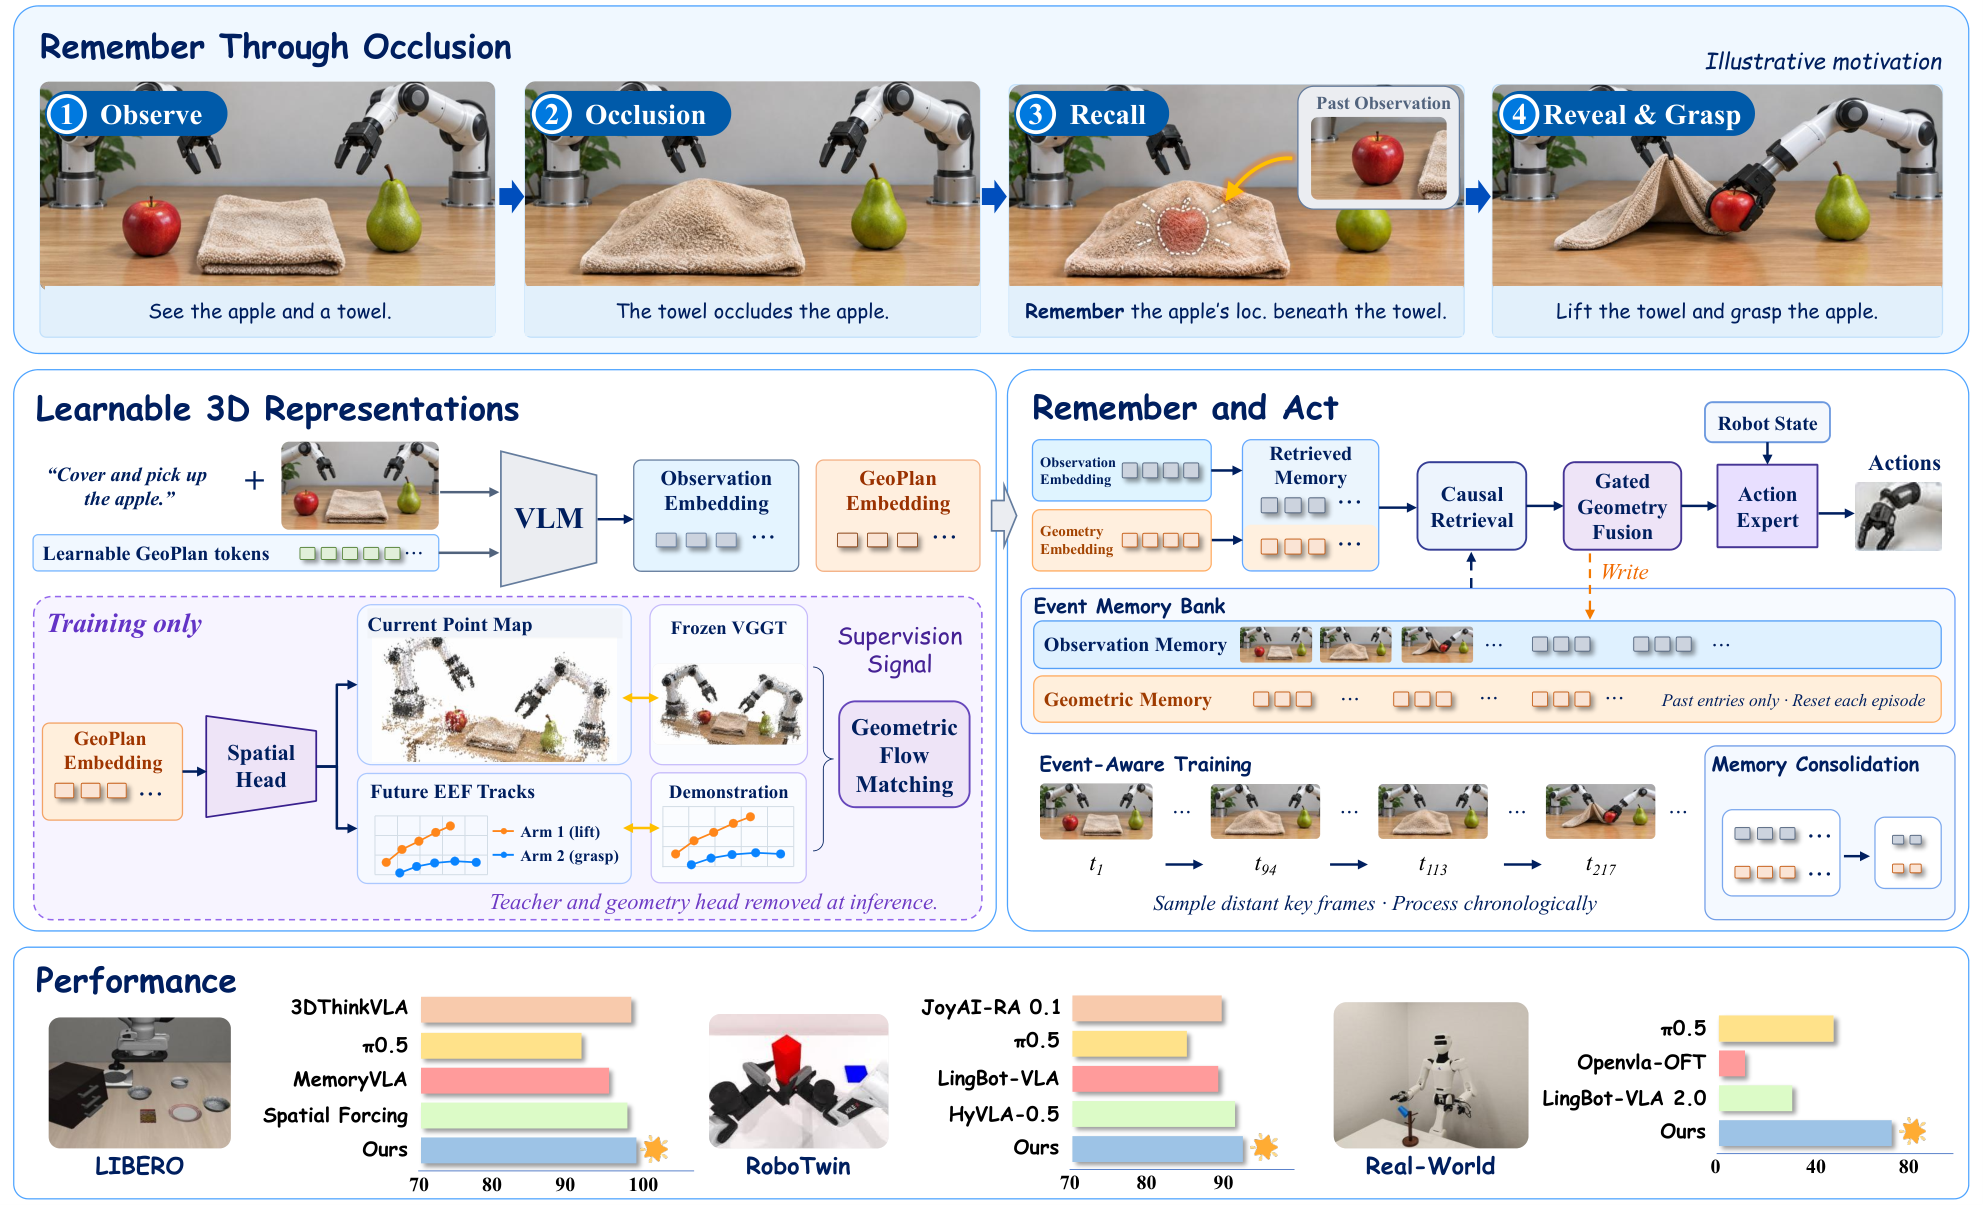 Remember Through Occlusion
Illustrative motivation
1 Observe
2 Occlusion
3 Recall
Past Observation
4 Reveal & Grasp
See the apple and a towel.
The towel occludes the apple.
Remember the apple's loc. beneath the towel.
Lift the towel and grasp the apple.
Learnable 3D Representations
“Cover and pick up
the apple.”
+
Learnable GeoPlan tokens
...
VLM
Observation
Embedding
...
GeoPlan
Embedding
...
Training only
GeoPlan
Embedding
...
Spatial
Head
Current Point Map
Frozen VGGT
Supervision
Signal
Future EEF Tracks
Arm 1 (lift)
Arm 2 (grasp)
Demonstration
Geometric
Flow
Matching
Teacher and geometry head removed at inference.
Remember and Act
Observation
Embedding
Geometry
Embedding
Retrieved
Memory
...
...
Causal
Retrieval
Gated
Geometry
Fusion
Robot State
Action
Expert
Actions
Write
Event Memory Bank
Observation Memory
... ...
Geometric Memory
... ... ...
Past entries only · Reset each episode
Event-Aware Training
... ... ... ...
t1 t94 t113 t217
Sample distant key frames · Process chronologically
Memory Consolidation
...
...
Performance
LIBERO
3DThinkVLA
π0.5
MemoryVLA
Spatial Forcing
Ours
70 80 90 100
RoboTwin
JoyAI-RA 0.1
π0.5
LingBot-VLA
HyVLA-0.5
Ours
70 80 90
Real-World
π0.5
Openvla-OFT
LingBot-VLA 2.0
Ours
0 40 80